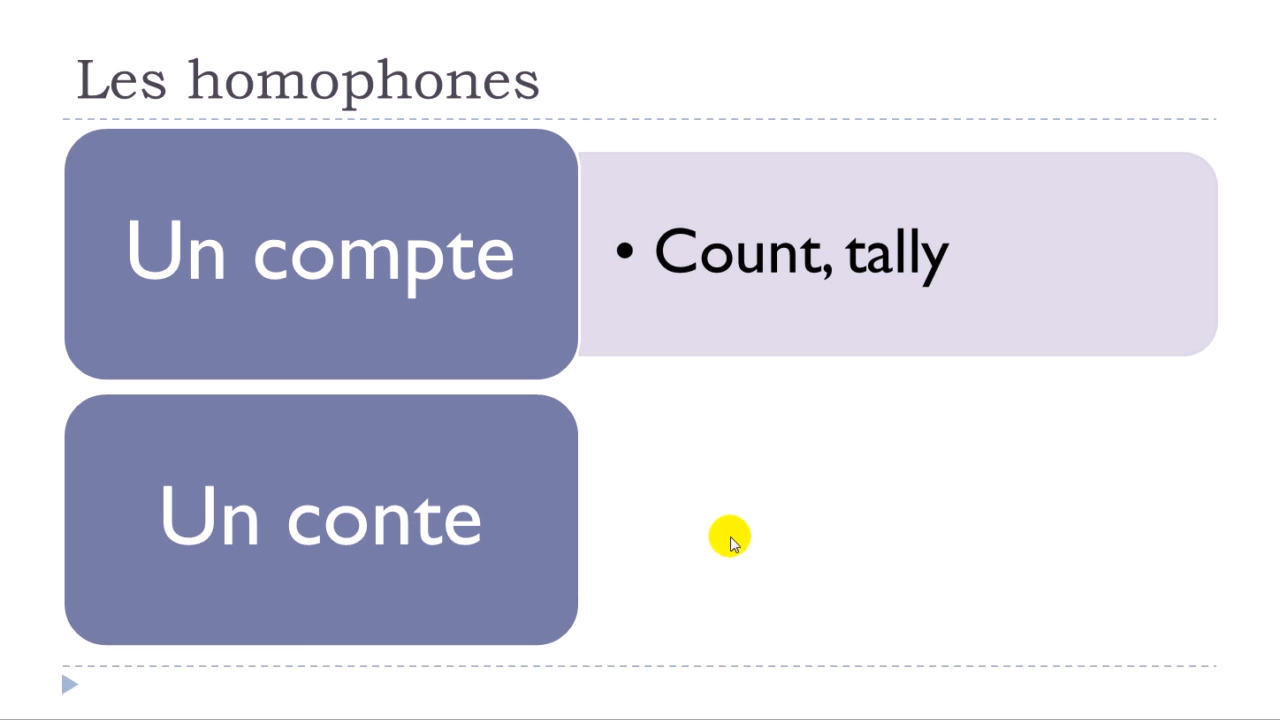 Les homophones
Un compte
• Count, tally
Un conte